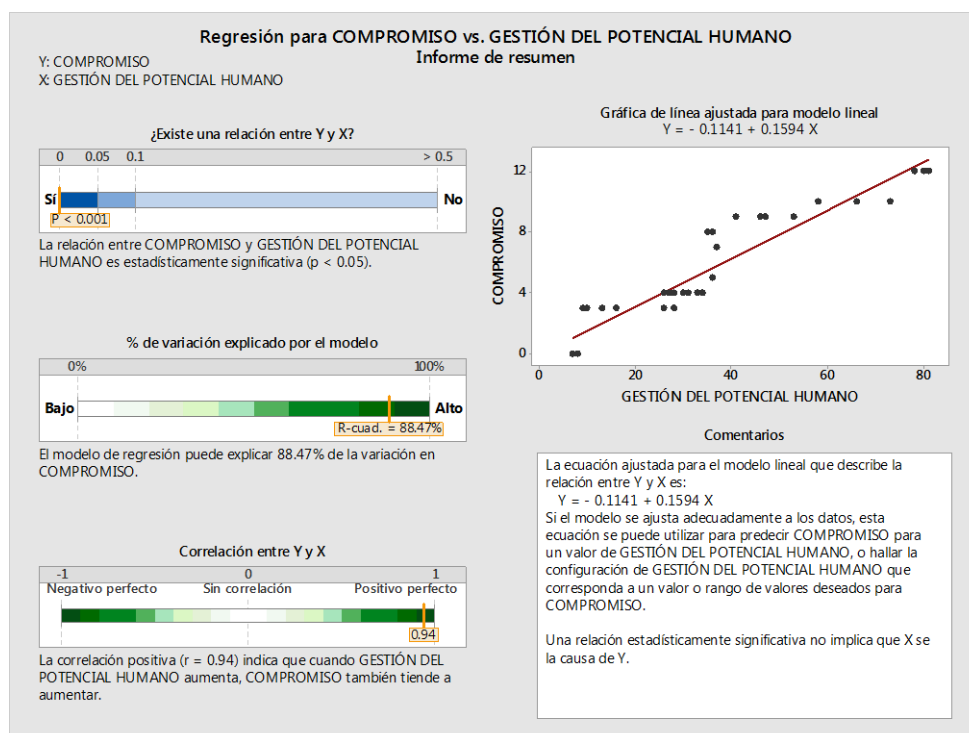 Regresión para COMPROMISO vs. GESTIÓN DEL POTENCIAL HUMANO
Informe de resumen
Y: COMPROMISO
X: GESTIÓN DEL POTENCIAL HUMANO
¿Existe una relación entre Y y X?
0 0.05 0.1 > 0.5
Sí No
P < 0.001
La relación entre COMPROMISO y GESTIÓN DEL POTENCIAL
HUMANO es estadísticamente significativa (p < 0.05).
% de variación explicado por el modelo
0% 100%
Bajo Alto
R-cuad. = 88.47%
El modelo de regresión puede explicar 88.47% de la variación en
COMPROMISO.
Correlación entre Y y X
-1 0 1
Negativo perfecto Sin correlación Positivo perfecto
0.94
La correlación positiva (r = 0.94) indica que cuando GESTIÓN DEL
POTENCIAL HUMANO aumenta, COMPROMISO también tiende a
aumentar.
Gráfica de línea ajustada para modelo lineal
Y = - 0.1141 + 0.1594 X
12
8
4
0
COMPROMISO
0 20 40 60 80
GESTIÓN DEL POTENCIAL HUMANO
Comentarios
La ecuación ajustada para el modelo lineal que describe la
relación entre Y y X es:
Y = - 0.1141 + 0.1594 X
Si el modelo se ajusta adecuadamente a los datos, esta
ecuación se puede utilizar para predecir COMPROMISO para
un valor de GESTIÓN DEL POTENCIAL HUMANO, o hallar la
configuración de GESTIÓN DEL POTENCIAL HUMANO que
corresponda a un valor o rango de valores deseados para
COMPROMISO.
Una relación estadísticamente significativa no implica que X se
la causa de Y.